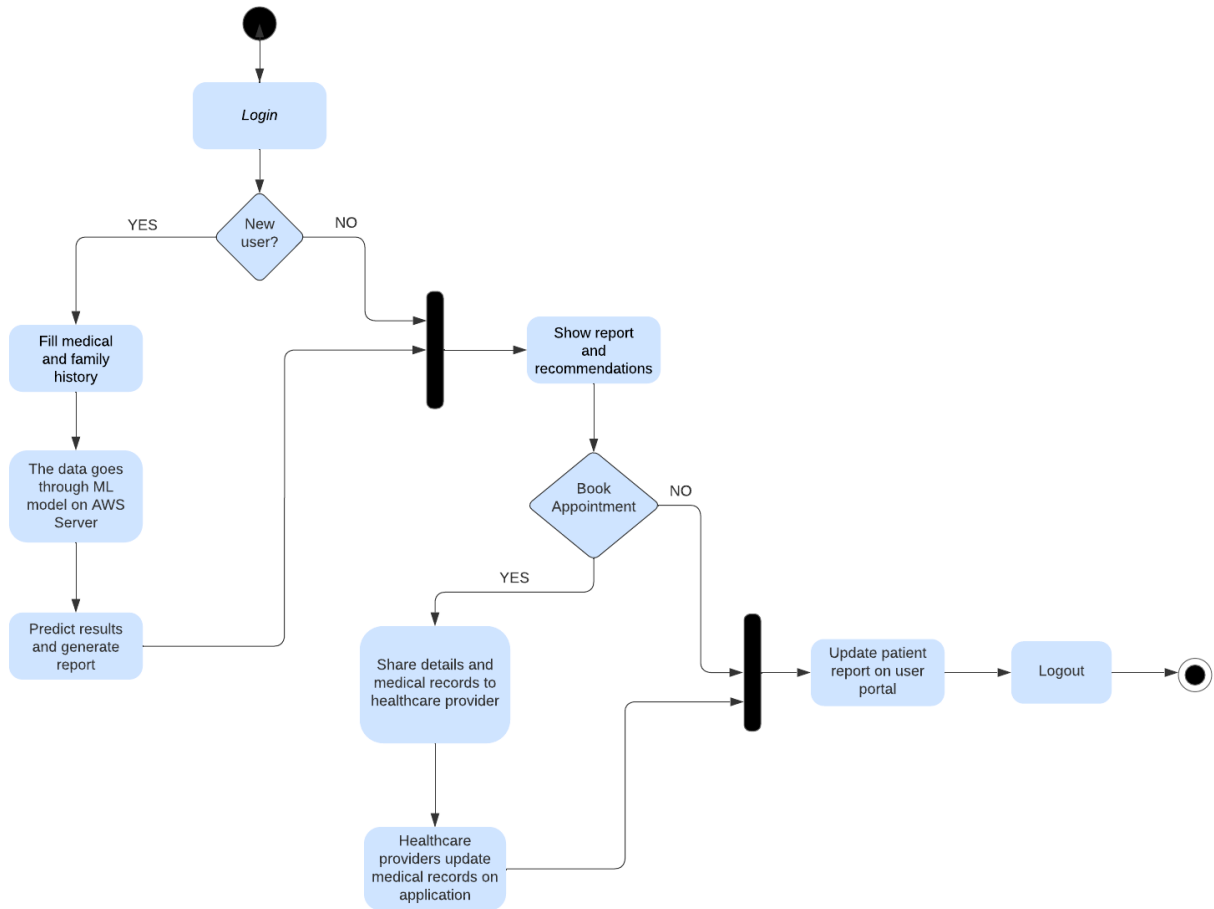 Login
New
user?
YES
NO
Fill medical
and family
history
The data goes
through ML
model on AWS
Server
Predict results
and generate
report
Show report
and
recommendations
Book
Appointment
NO
YES
Share details and
medical records to
healthcare provider
Healthcare
providers update
medical records on
application
Update patient
report on user
portal
Logout